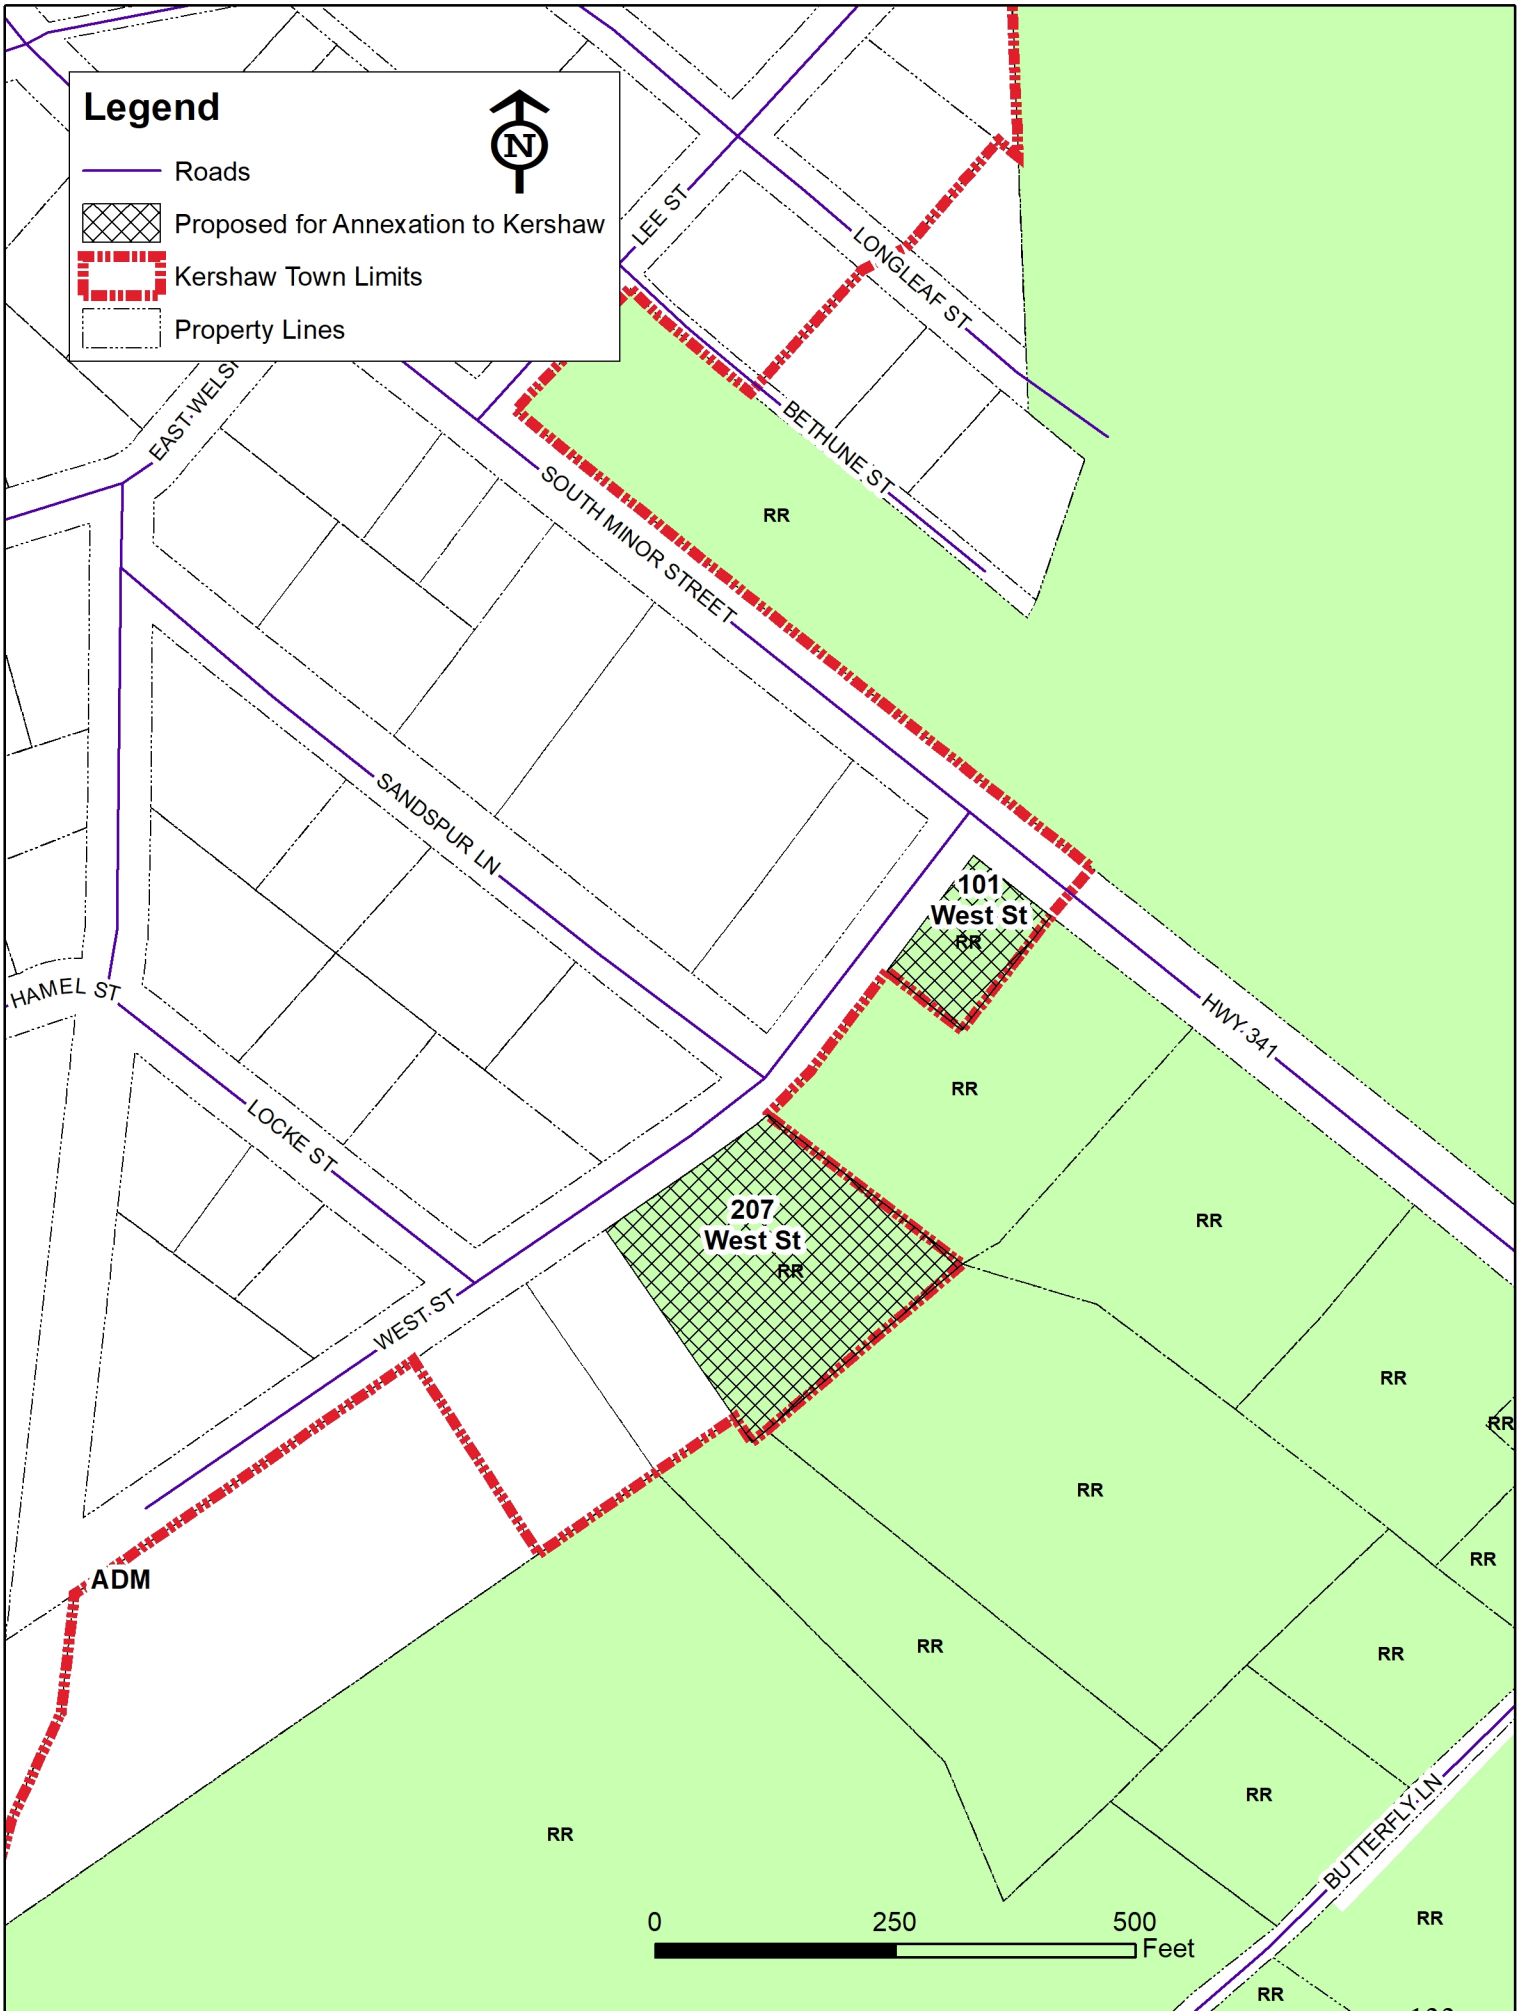 Legend
N
Roads
Proposed for Annexation to Kershaw
Kershaw Town Limits
Property Lines
LEE ST
LONGLEAF ST
BETHUNE ST
SOUTH MINOR STREET
RR
SANDSPUR LN
101
West St
RR
HAMEL ST
HWY 341
RR
LOCKE ST
207
West St
RR
RR
WEST ST
RR
RR
RR
RR
ADM
RR
RR
RR
RR
BUTTERFLY LN
RR
0 250 500
Feet
RR